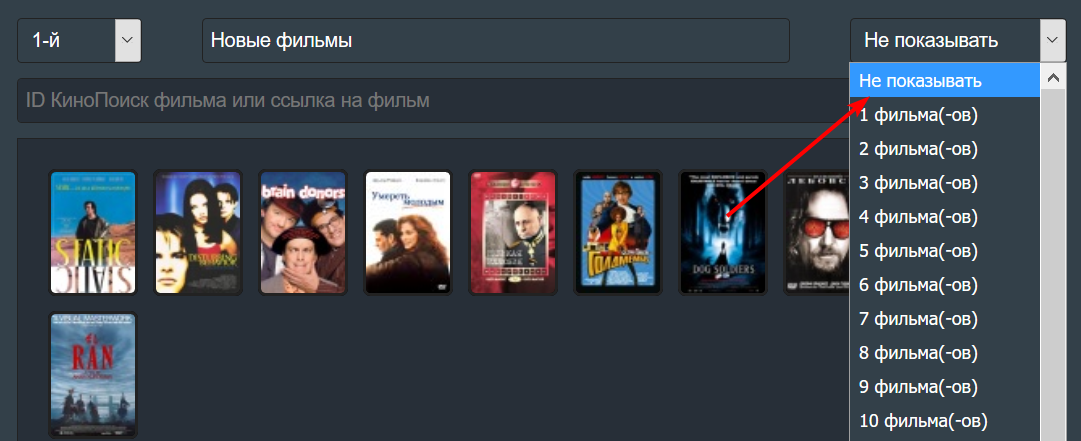 1-й
Новые фильмы
Не показывать
ID КиноПоиск фильма или ссылка на фильм
Не показывать
1 фильма(-ов)
2 фильма(-ов)
3 фильма(-ов)
4 фильма(-ов)
5 фильма(-ов)
6 фильма(-ов)
7 фильма(-ов)
8 фильма(-ов)
9 фильма(-ов)
10 фильма(-ов)
STATIC
STATIC
brain donors
Умереть
молодым
DOG SOLDIERS
RAN